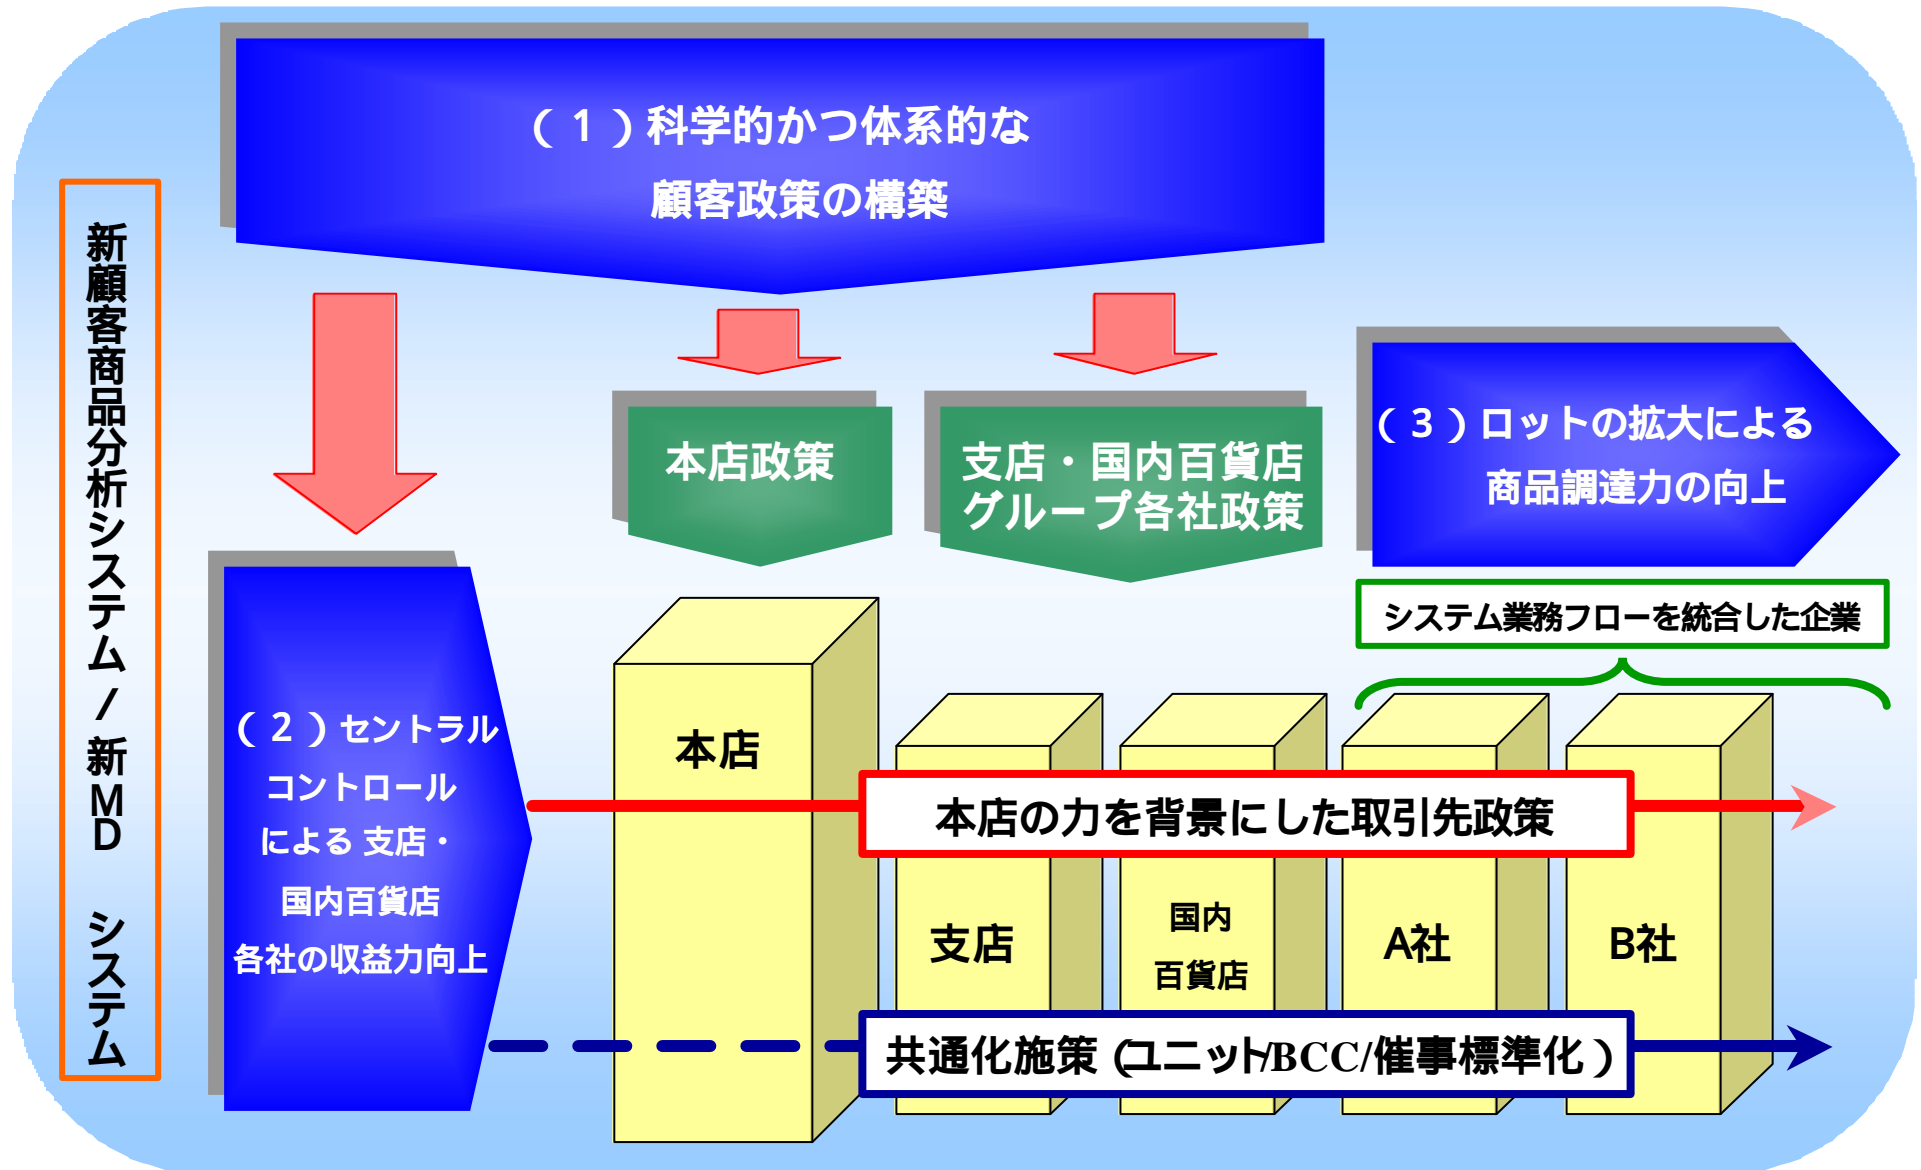 （１）科学的かつ体系的な
顧客政策の構築
新顧客商品分析システム/新MD システム
本店政策
支店・国内百貨店
グループ各社政策
（３）ロットの拡大による
商品調達力の向上
システム業務フローを統合した企業
（２）セントラル
コントロール
による 支店・
国内百貨店
各社の収益力向上
本店
本店の力を背景にした取引先政策
支店
国内
百貨店
A社
B社
共通化施策（ユニット/BCC/催事標準化）